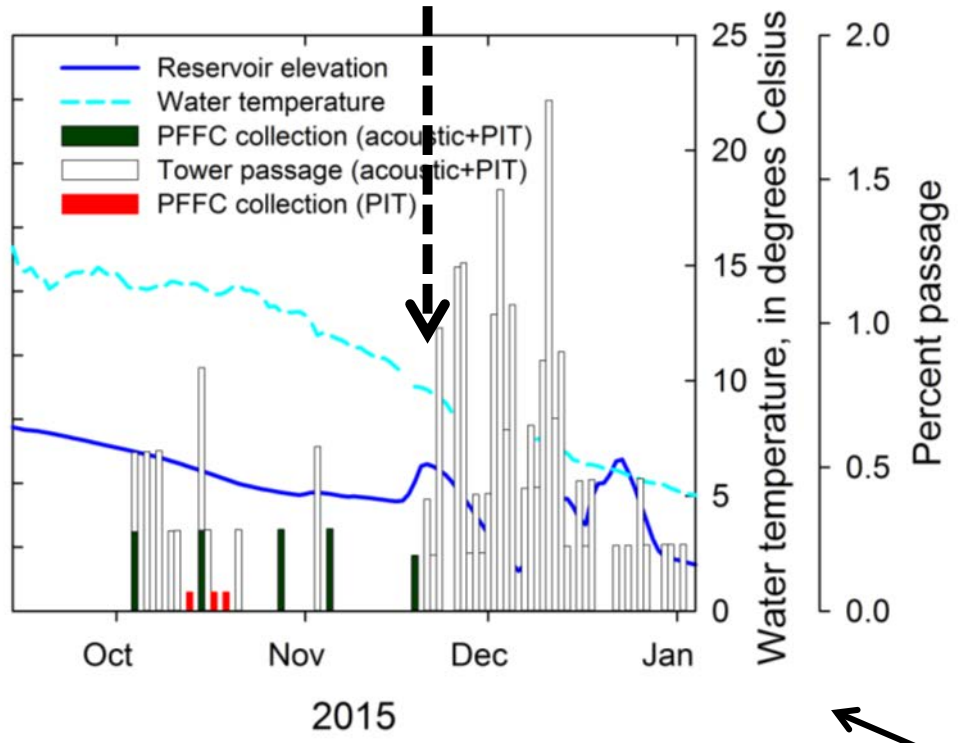 Reservoir elevation
Water temperature
PFFC collection (acoustic+PIT)
Tower passage (acoustic+PIT)
PFFC collection (PIT)
25
20
15
10
5
0
Water temperature, in degrees Celsius
2.0
1.5
1.0
0.5
0.0
Percent passage
Oct Nov Dec Jan
2015